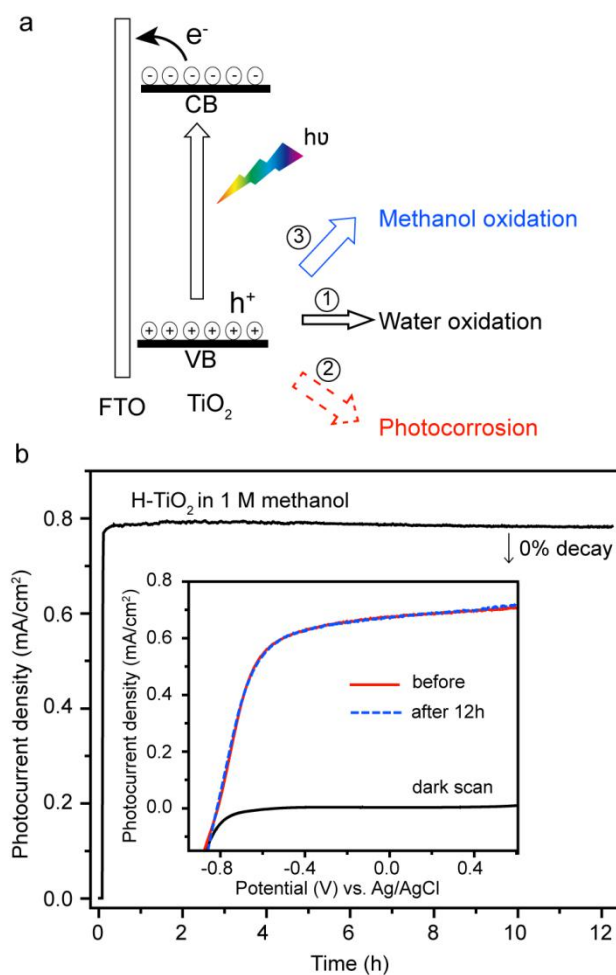 a
e⁻
CB
hυ
③
Methanol oxidation
h⁺
①
Water oxidation
VB
②
FTO
TiO₂
Photocorrosion
b
H-TiO₂ in 1 M methanol
0% decay
before
after 12h
dark scan
0.8
0.6
0.4
0.2
0.0
Photocurrent density (mA/cm²)
-0.8
-0.4
0.0
0.4
Potential (V) vs. Ag/AgCl
0.8
0.6
0.4
0.2
0.0
Photocurrent density (mA/cm²)
0
2
4
6
8
10
12
Time (h)